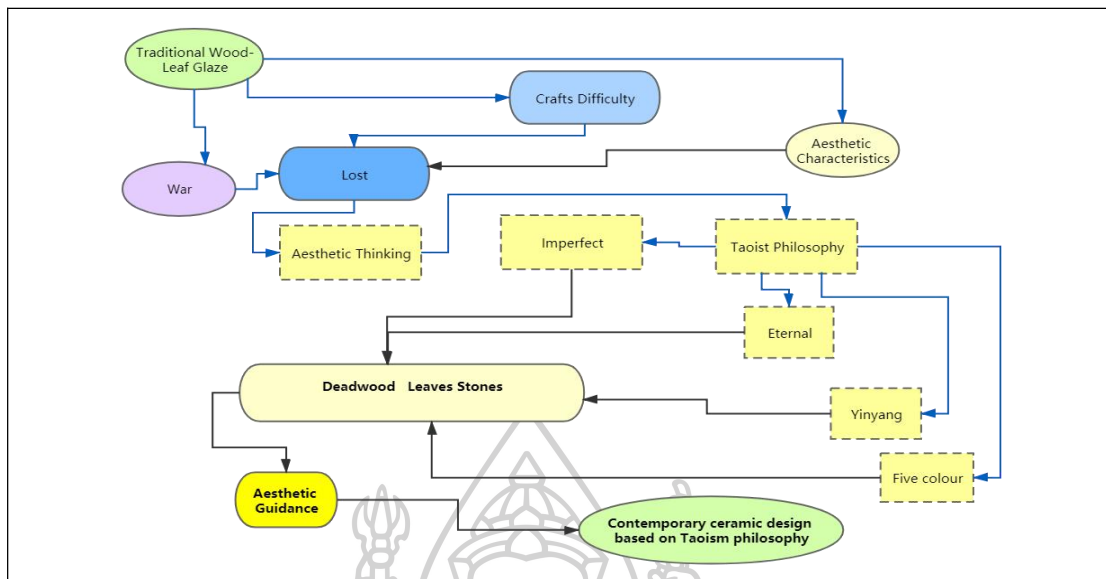 Traditional Wood-
Leaf Glaze
Crafts Difficulty
Aesthetic
Characteristics
War
Lost
Aesthetic Thinking
Imperfect
Taoist Philosophy
Eternal
Deadwood Leaves Stones
Yinyang
Five colour
Aesthetic
Guidance
Contemporary ceramic design
based on Taoism philosophy